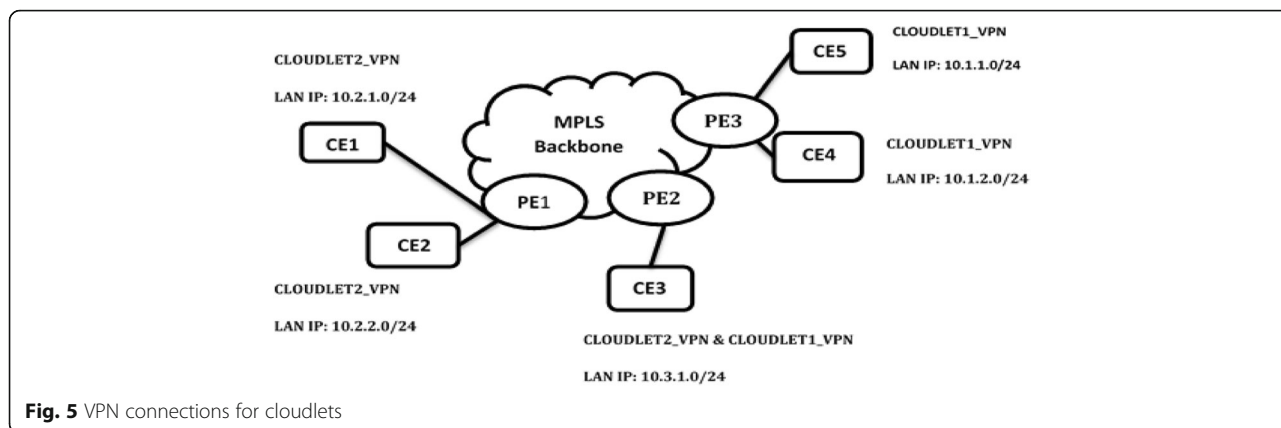 CLOUDLET2_VPN
LAN IP: 10.2.1.0/24
CE1
CE2
CLOUDLET2_VPN
LAN IP: 10.2.2.0/24
MPLS
Backbone
PE1
PE2
PE3
CE3
CLOUDLET2_VPN & CLOUDLET1_VPN
LAN IP: 10.3.1.0/24
CE5
CLOUDLET1_VPN
LAN IP: 10.1.1.0/24
CE4
CLOUDLET1_VPN
LAN IP: 10.1.2.0/24
Fig. 5 VPN connections for cloudlets